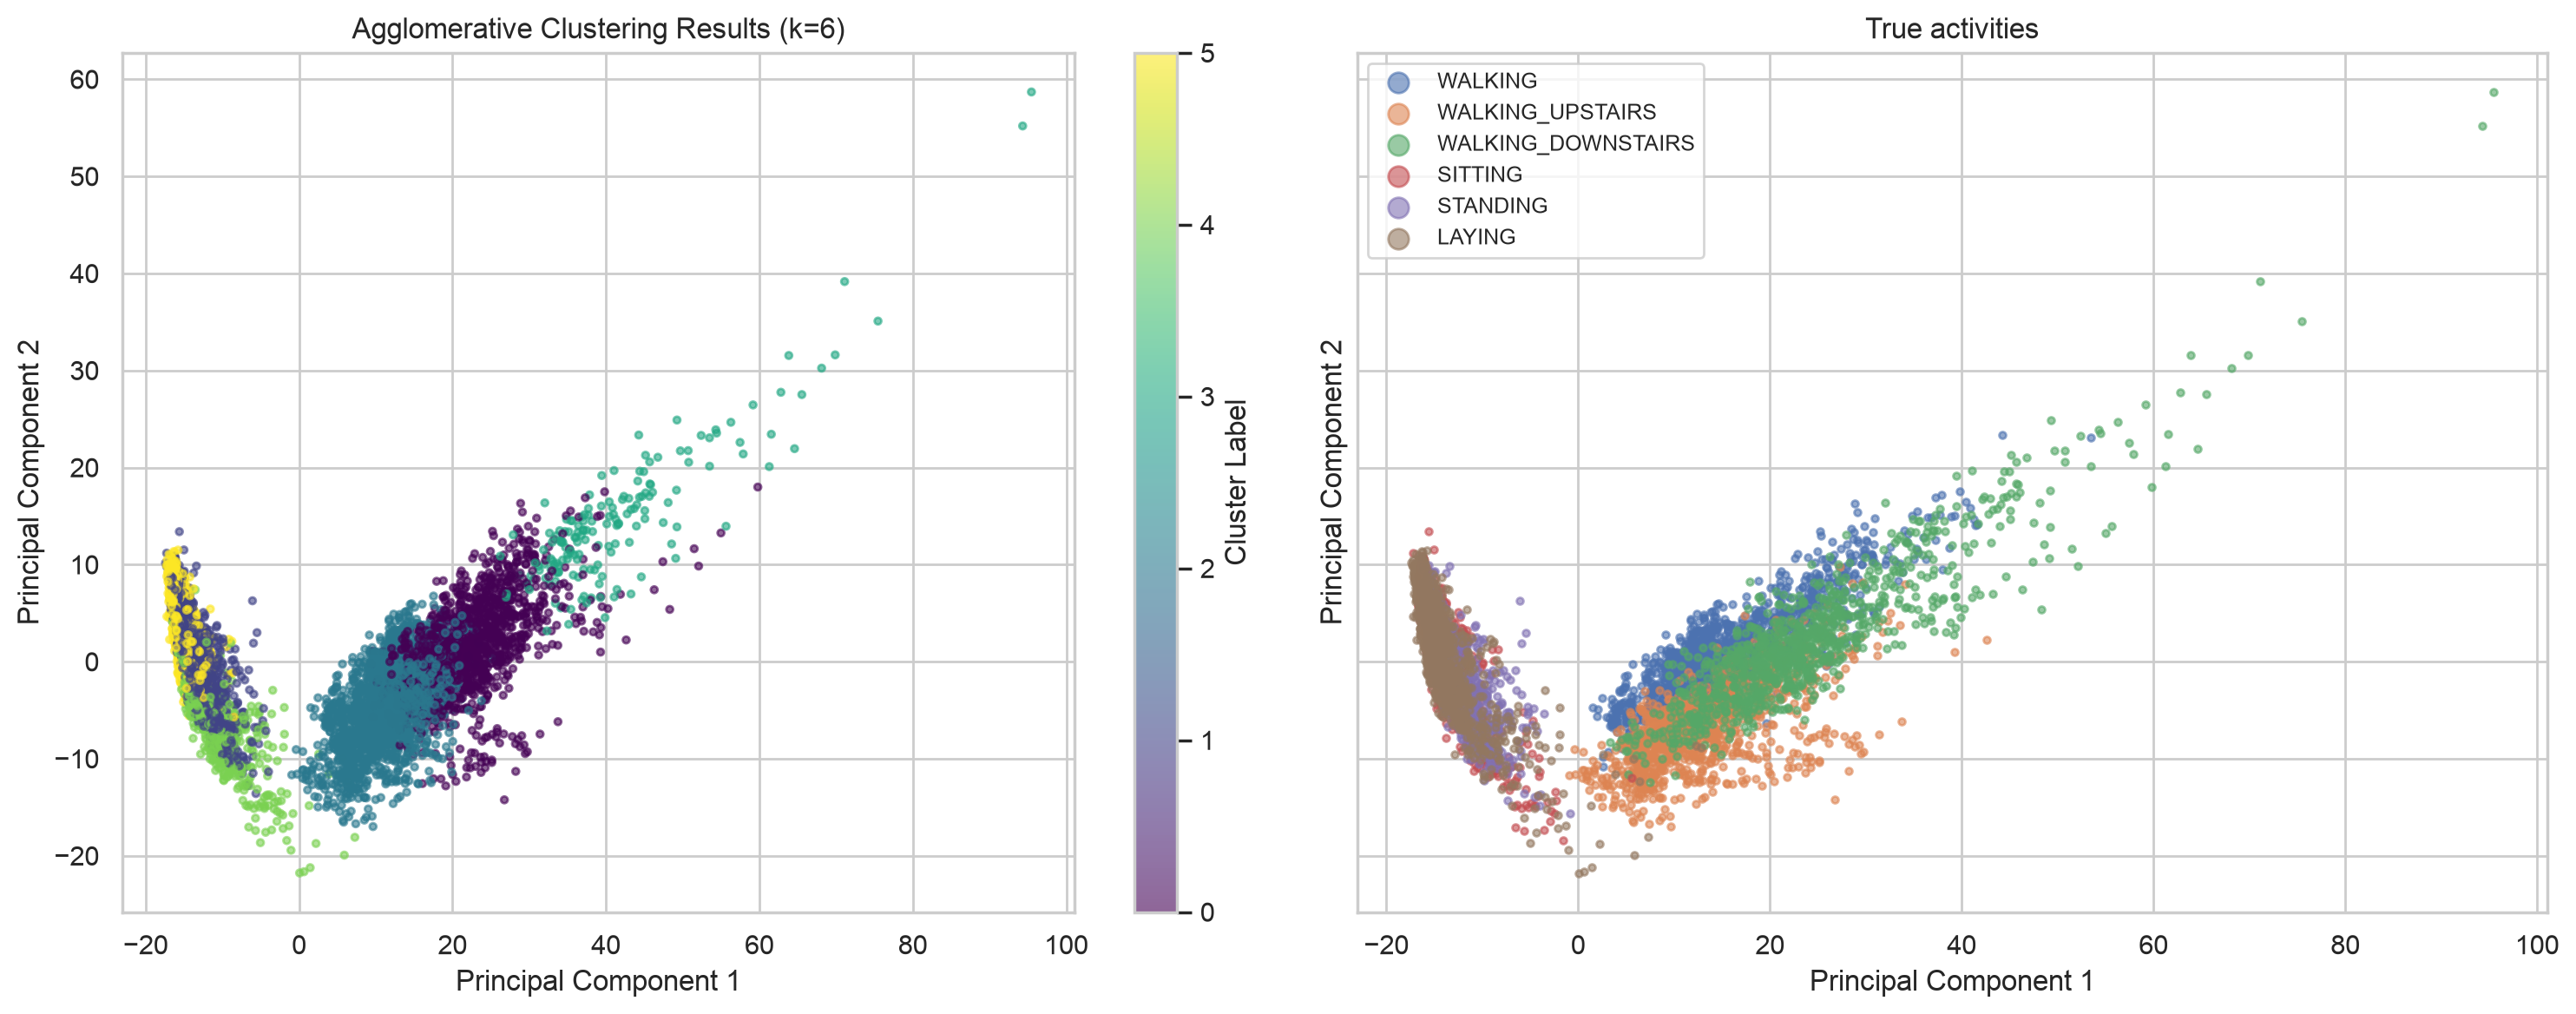 Agglomerative Clustering Results (k=6)
60
50
40
30
20
10
0
−10
−20
Principal Component 2
−20
0
20
40
60
80
100
Principal Component 1
5
4
3
2
1
0
Cluster Label
True activities
WALKING
WALKING_UPSTAIRS
WALKING_DOWNSTAIRS
SITTING
STANDING
LAYING
Principal Component 2
−20
0
20
40
60
80
100
Principal Component 1